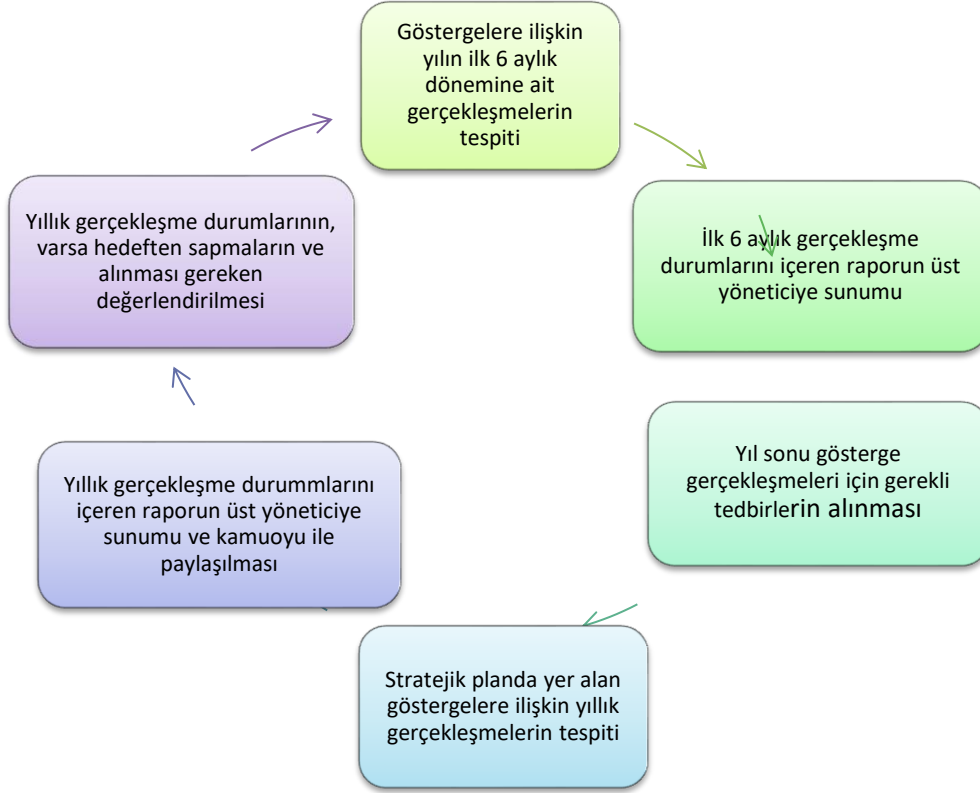 Göstergelere ilişkin
yılın ilk 6 aylık
dönemine ait
gerçekleşmelerin
tespiti
İlk 6 aylık gerçekleşme
durumlarını içeren raporun üst
yöneticiye sunumu
Yıl sonu gösterge
gerçekleşmeleri için gerekli
tedbirlerin alınması
Stratejik planda yer alan
göstergelere ilişkin yıllık
gerçekleşmelerin tespiti
Yıllık gerçekleşme durummlarını
içeren raporun üst yöneticiye
sunumu ve kamuoyu ile
paylaşılması
Yıllık gerçekleşme durumlarının,
varsa hedeften sapmaların ve
alınması gereken
değerlendirilmesi